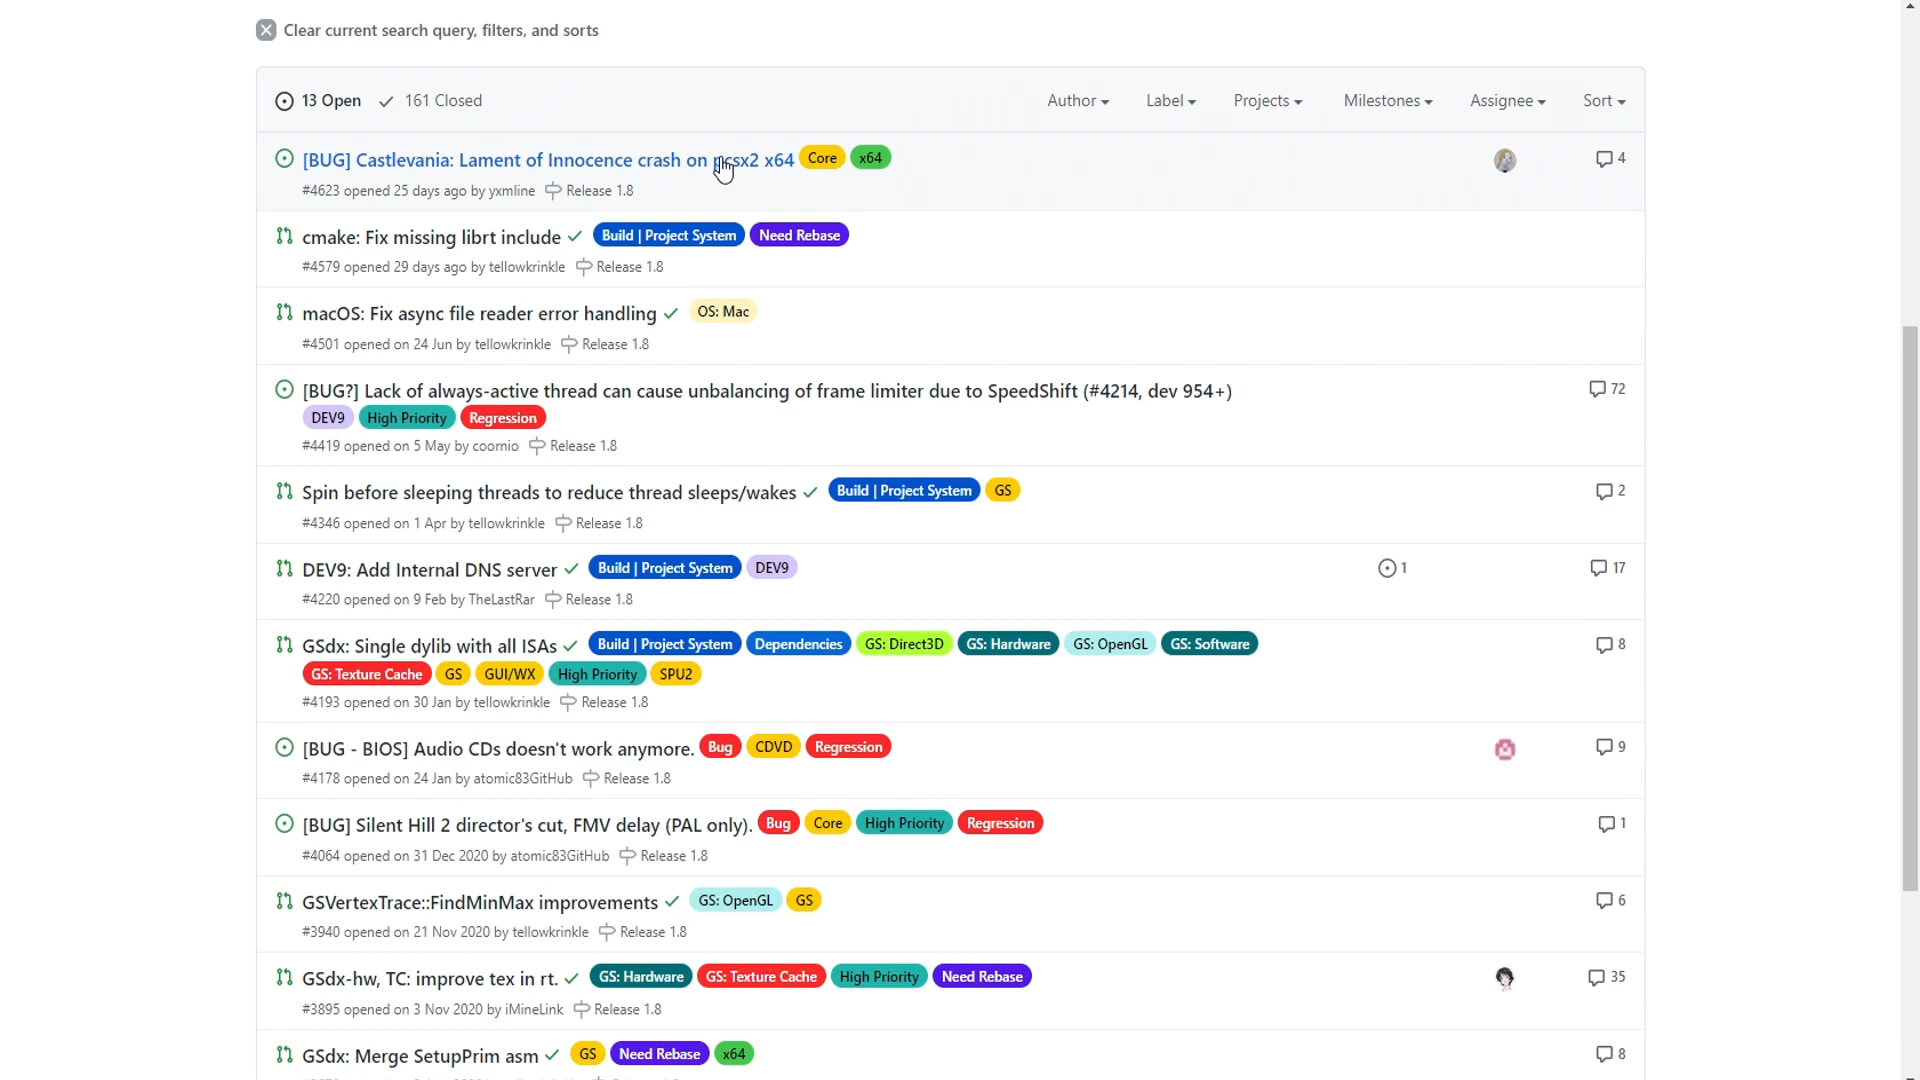 Clear current search query, filters, and sorts
13 Open 161 Closed Author Label Projects Milestones Assignee Sort
[BUG] Castlevania: Lament of Innocence crash on pcsx2 x64 Core x64 4
#4623 opened 25 days ago by yxmline Release 1.8
cmake: Fix missing librt include Build | Project System Need Rebase
#4579 opened 29 days ago by tellowkrinkle Release 1.8
macOS: Fix async file reader error handling OS: Mac
#4501 opened on 24 Jun by tellowkrinkle Release 1.8
[BUG?] Lack of always-active thread can cause unbalancing of frame limiter due to SpeedShift (#4214, dev 954+) 72
DEV9 High Priority Regression
#4419 opened on 5 May by coornio Release 1.8
Spin before sleeping threads to reduce thread sleeps/wakes Build | Project System GS 2
#4346 opened on 1 Apr by tellowkrinkle Release 1.8
DEV9: Add Internal DNS server Build | Project System DEV9 1 17
#4220 opened on 9 Feb by TheLastRar Release 1.8
GSdx: Single dylib with all ISAs Build | Project System Dependencies GS: Direct3D GS: Hardware GS: OpenGL GS: Software 8
GS: Texture Cache GS GUI/WX High Priority SPU2
#4193 opened on 30 Jan by tellowkrinkle Release 1.8
[BUG - BIOS] Audio CDs doesn't work anymore. Bug CDVD Regression 9
#4178 opened on 24 Jan by atomic83GitHub Release 1.8
[BUG] Silent Hill 2 director's cut, FMV delay (PAL only). Bug Core High Priority Regression 1
#4064 opened on 31 Dec 2020 by atomic83GitHub Release 1.8
GSVertexTrace::FindMinMax improvements GS: OpenGL GS 6
#3940 opened on 21 Nov 2020 by tellowkrinkle Release 1.8
GSdx-hw, TC: improve tex in rt. GS: Hardware GS: Texture Cache High Priority Need Rebase 35
#3895 opened on 3 Nov 2020 by iMineLink Release 1.8
GSdx: Merge SetupPrim asm GS Need Rebase x64 8